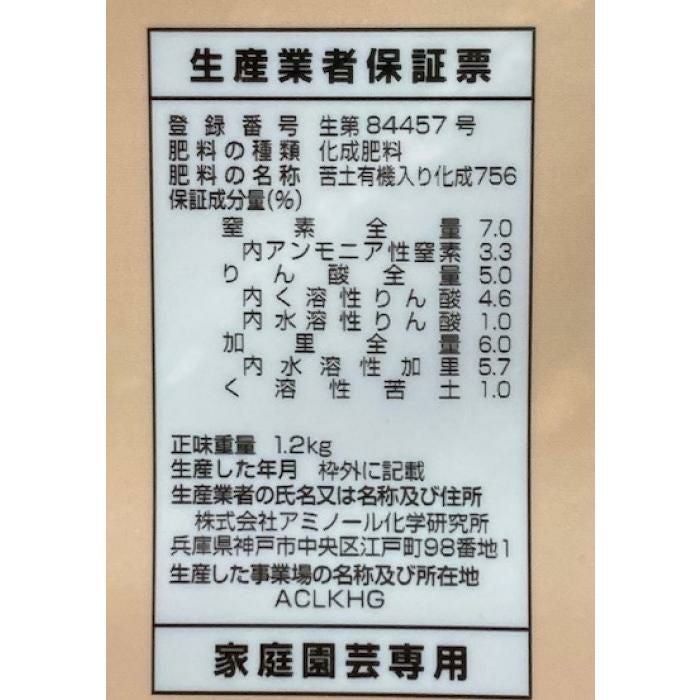 生産業者保証票
登録番号 生第84457号
肥料の種類 化成肥料
肥料の名称 苦土有機入り化成756
保証成分量(%)
窒素全量 7.0
内アンモニア性窒素 3.3
りん酸全量 5.0
内く溶性りん酸 4.6
内水溶性りん酸 1.0
加里全量 6.0
内水溶性加里 5.7
く溶性苦土 1.0
正味重量 1.2kg
生産した年月 枠外に記載
生産業者の氏名又は名称及び住所
株式会社アミノール化学研究所
兵庫県神戸市中央区江戸町98番地1
生産した事業場の名称及び所在地
ACLKHG
家庭園芸専用